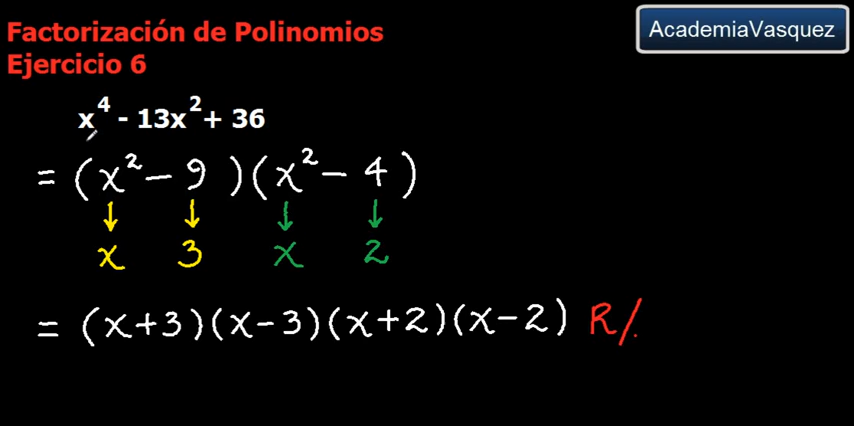 Factorización de Polinomios
AcademiaVasquez
Ejercicio 6
x⁴ - 13x² + 36
= (x² - 9)(x² - 4)
↓ ↓ ↓ ↓
x 3 x 2
= (x+3)(x-3)(x+2)(x-2) R/.